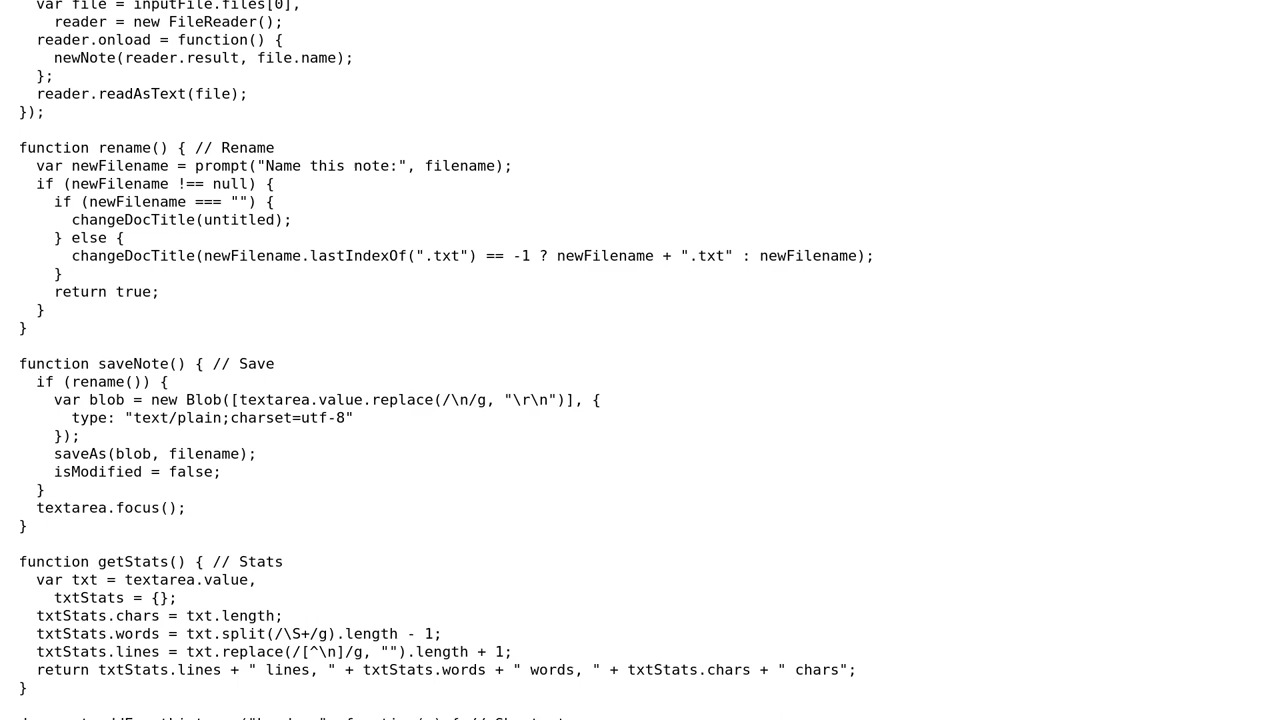 var file = inputFile.files[0],
    reader = new FileReader();
  reader.onload = function() {
    newNote(reader.result, file.name);
  };
  reader.readAsText(file);
});

function rename() { // Rename
  var newFilename = prompt("Name this note:", filename);
  if (newFilename !== null) {
    if (newFilename === "") {
      changeDocTitle(untitled);
    } else {
      changeDocTitle(newFilename.lastIndexOf(".txt") == -1 ? newFilename + ".txt" : newFilename);
    }
    return true;
  }
}

function saveNote() { // Save
  if (rename()) {
    var blob = new Blob([textarea.value.replace(/\n/g, "\r\n")], {
      type: "text/plain;charset=utf-8"
    });
    saveAs(blob, filename);
    isModified = false;
  }
  textarea.focus();
}

function getStats() { // Stats
  var txt = textarea.value,
    txtStats = {};
  txtStats.chars = txt.length;
  txtStats.words = txt.split(/\S+/g).length - 1;
  txtStats.lines = txt.replace(/[^\n]/g, "").length + 1;
  return txtStats.lines + " lines, " + txtStats.words + " words, " + txtStats.chars + " chars";
}